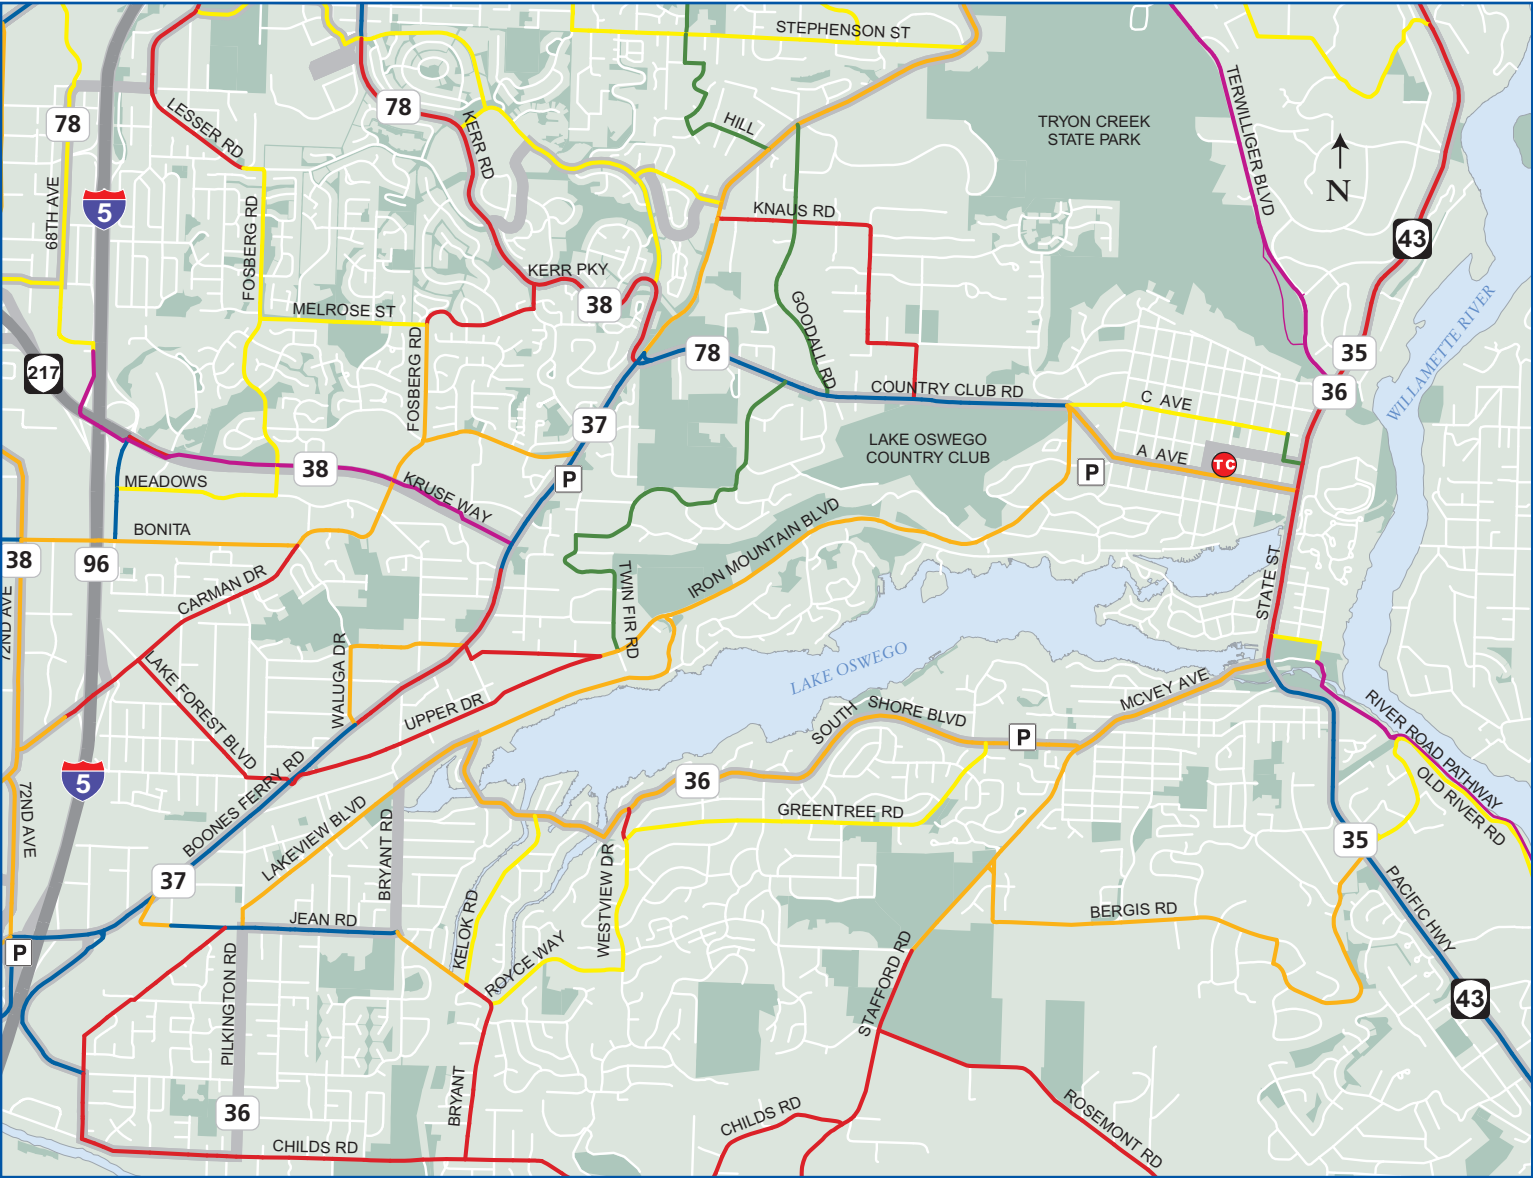 STEPHENSON ST
78
LESSER RD
78
KERR RD
HILL
TERWILLIGER BLVD
TRYON CREEK
STATE PARK
N
68TH AVE
5
FOSBERG RD
KNAUS RD
43
KERR PKY
38
MELROSE ST
GOODALL RD
WILLAMETTE RIVER
217
FOSBERG RD
78
35
COUNTRY CLUB RD
36
C AVE
37
LAKE OSWEGO
COUNTRY CLUB
A AVE
TC
P
P
38
MEADOWS
KRUSE WAY
BONITA
IRON MOUNTAIN BLVD
38
96
CARMAN DR
TWIN FIR RD
STATE ST
72ND AVE
WALUGA DR
LAKE FOREST BLVD
LAKE OSWEGO
UPPER DR
MCVEY AVE
SOUTH SHORE BLVD
P
RIVER ROAD PATHWAY
5
BOONES FERRY RD
36
OLD RIVER RD
72ND AVE
LAKEVIEW BLVD
BRYANT RD
GREENTREE RD
35
37
WESTVIEW DR
KELOK RD
JEAN RD
BERGIS RD
PACIFIC HWY
P
PILKINGTON RD
ROYCE WAY
STAFFORD RD
43
36
BRYANT
CHILDS RD
ROSEMONT RD
CHILDS RD